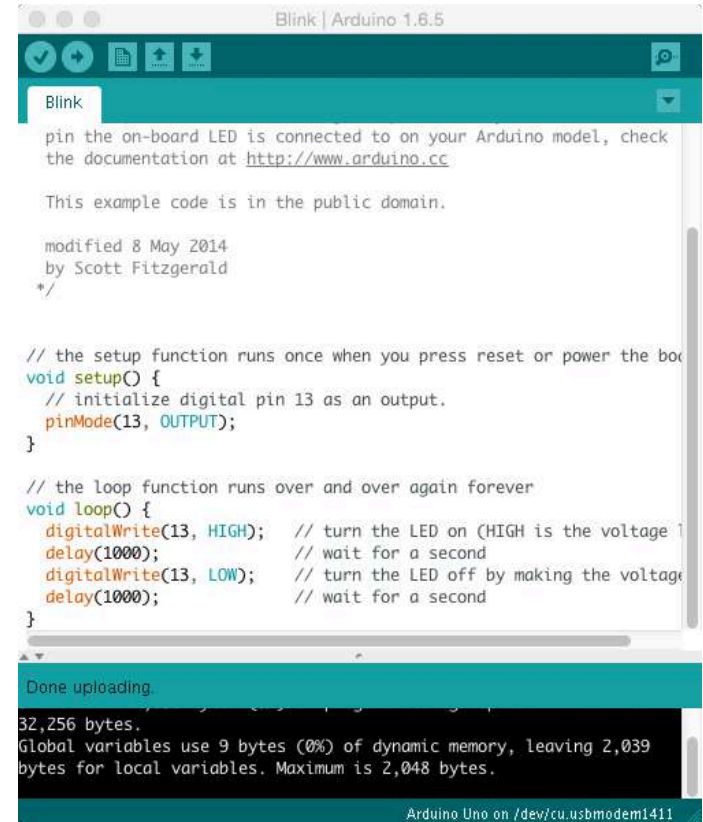 Blink | Arduino 1.6.5
Blink
pin the on-board LED is connected to on your Arduino model, check
the documentation at http://www.arduino.cc
This example code is in the public domain.
modified 8 May 2014
by Scott Fitzgerald
*/
// the setup function runs once when you press reset or power the
void setup() {
// initialize digital pin 13 as an output.
pinMode(13, OUTPUT);
}
// the loop function runs over and over again forever
void loop() {
digitalWrite(13, HIGH); // turn the LED on (HIGH is the voltage
delay(1000); // wait for a second
digitalWrite(13, LOW); // turn the LED off by making the voltage
delay(1000); // wait for a second
}
Done uploading.
32,256 bytes.
Global variables use 9 bytes (0%) of dynamic memory, leaving 2,039
bytes for local variables. Maximum is 2,048 bytes.
Arduino Uno on /dev/cu.usbmodem1411